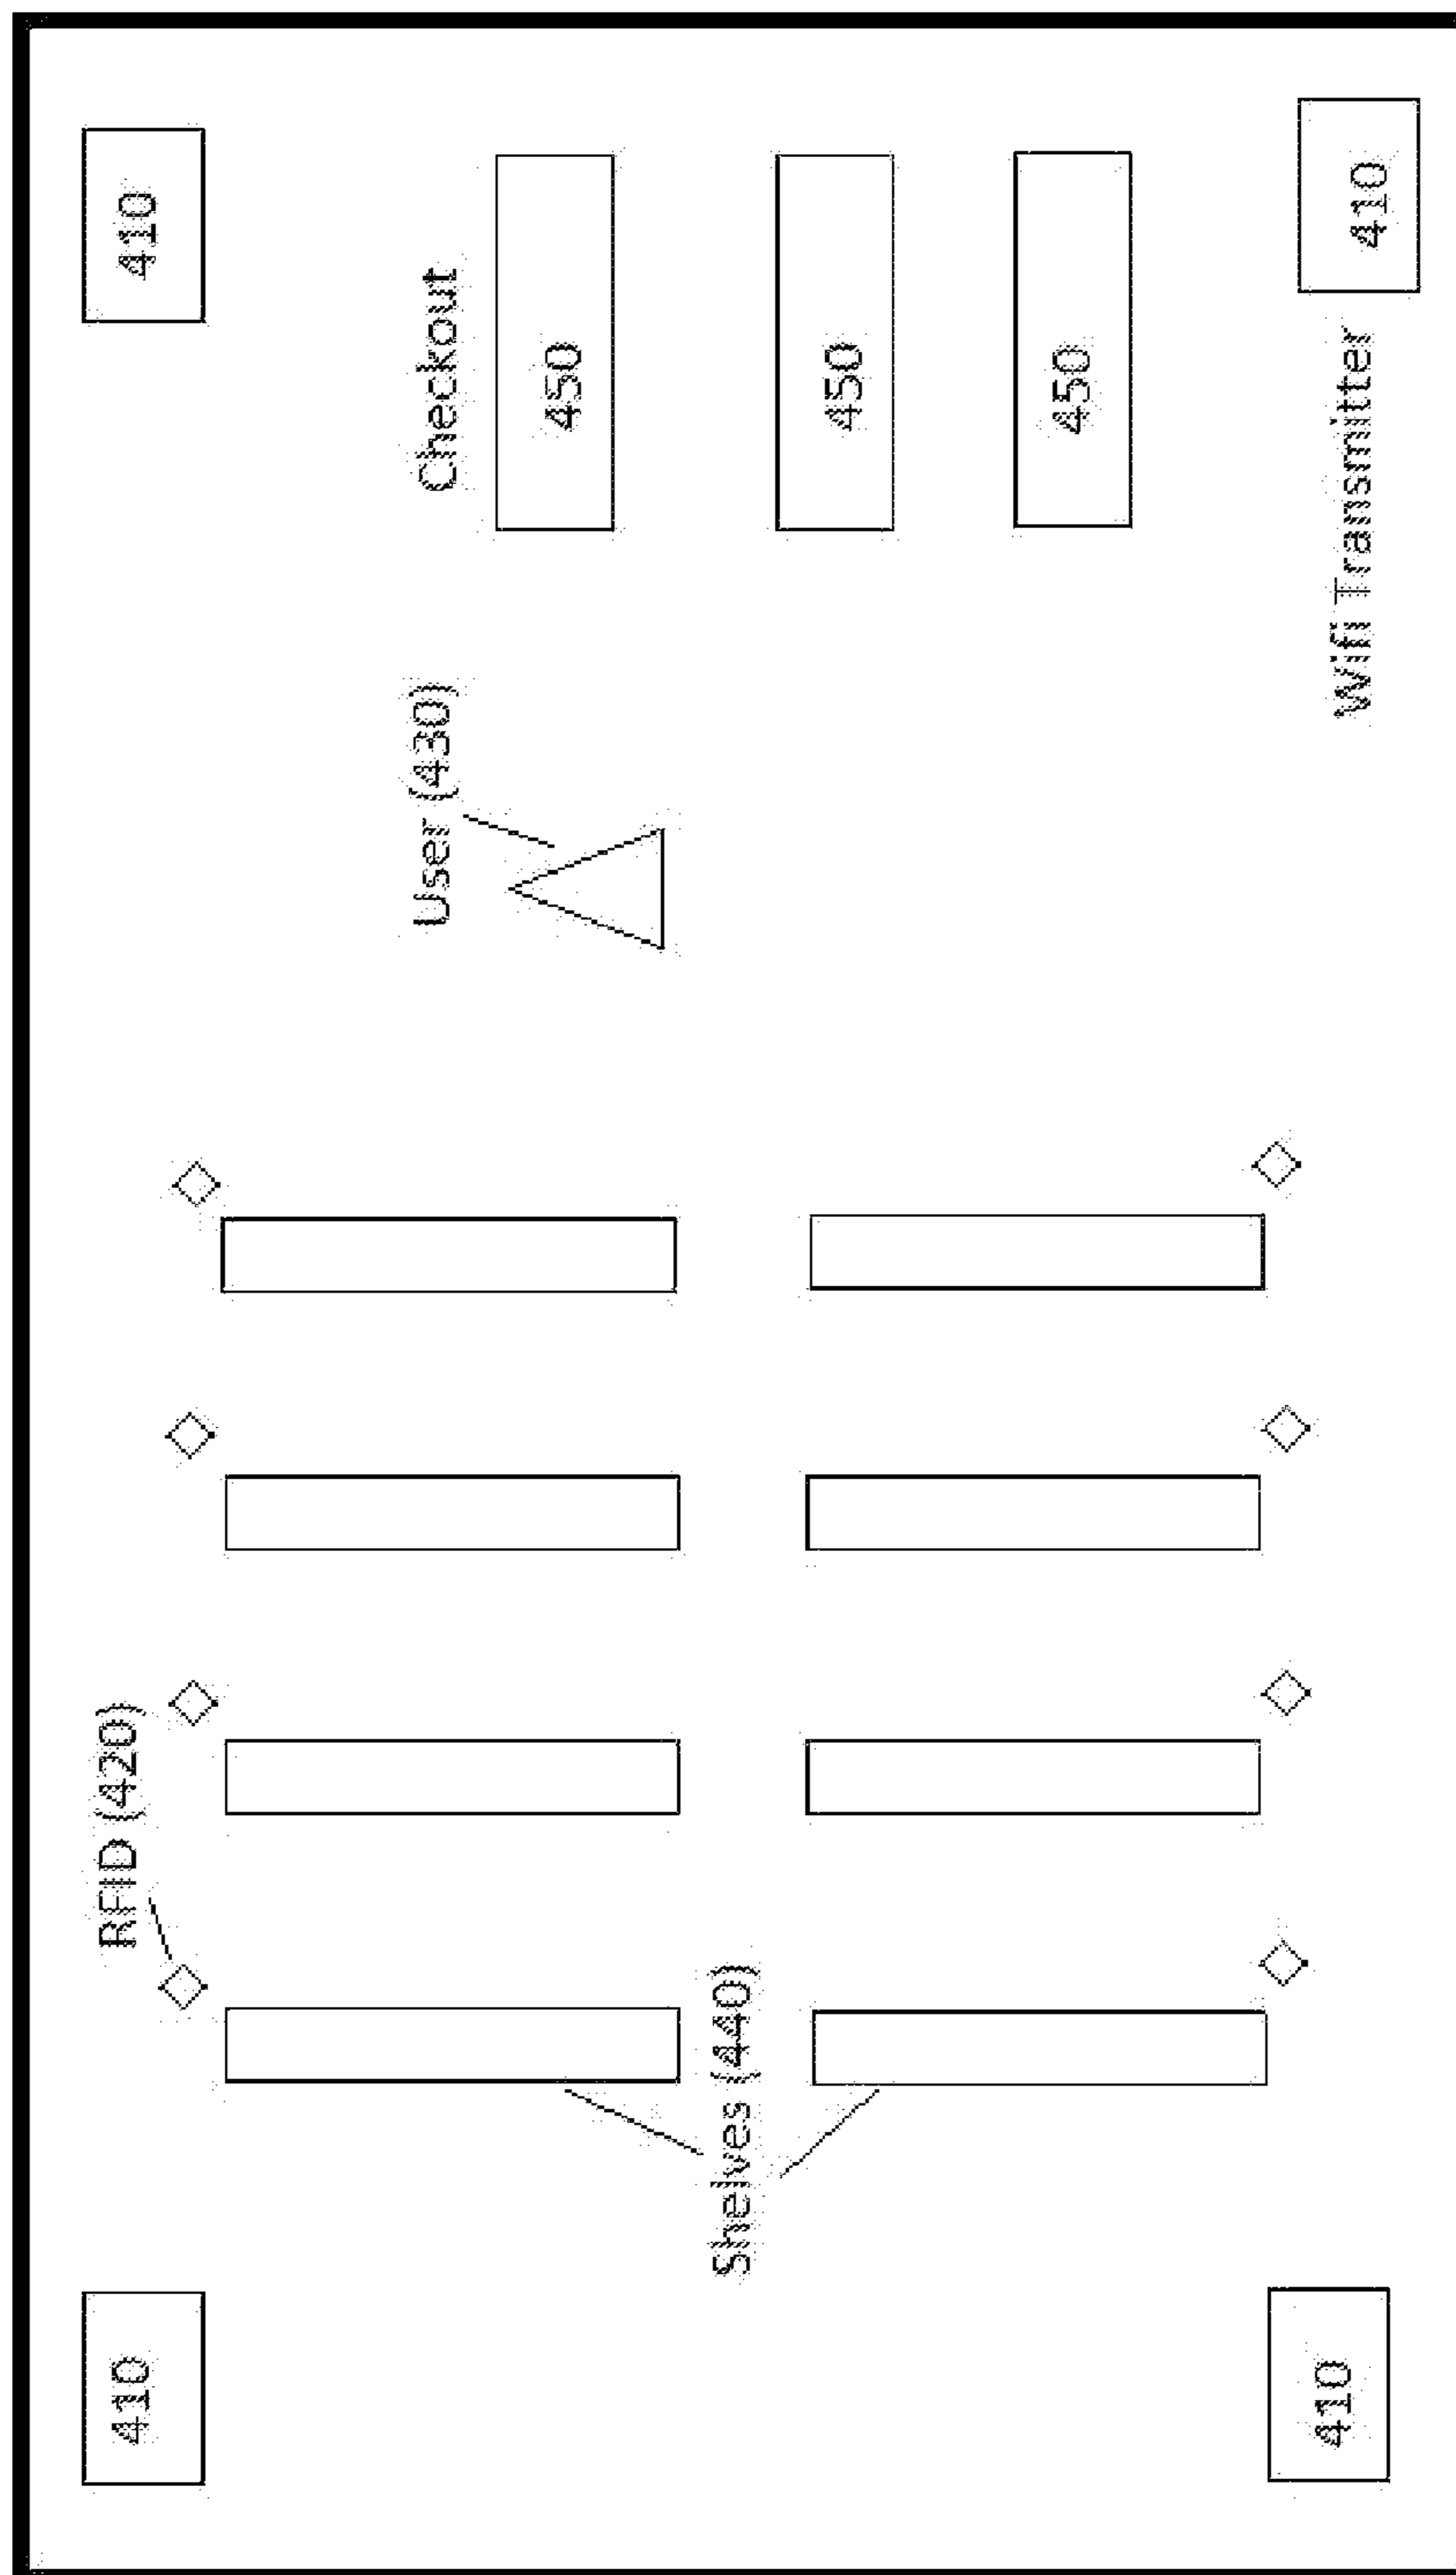 410
RFID (420)
410
User (430)
Checkout
450
Shelves (440)
450
450
410
Wifi Transmitter
410